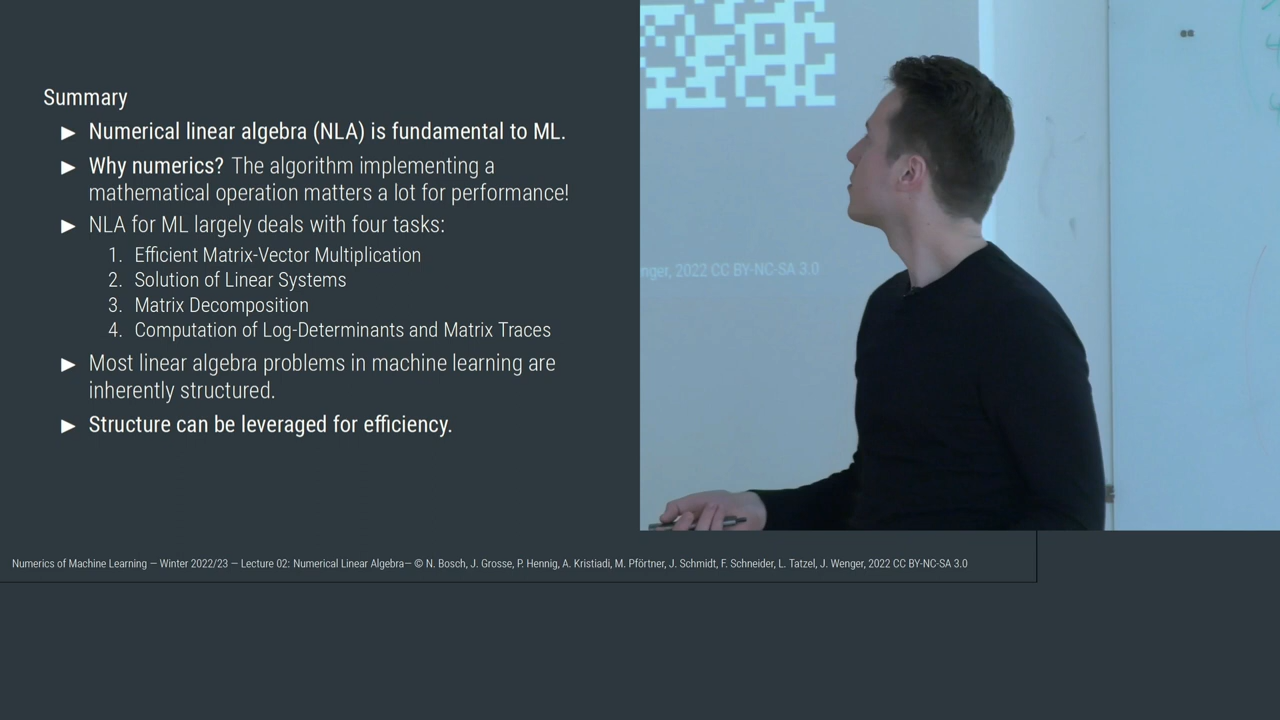 Summary
▶ Numerical linear algebra (NLA) is fundamental to ML.
▶ Why numerics? The algorithm implementing a
mathematical operation matters a lot for performance!
▶ NLA for ML largely deals with four tasks:
1. Efficient Matrix-Vector Multiplication
2. Solution of Linear Systems
3. Matrix Decomposition
4. Computation of Log-Determinants and Matrix Traces
▶ Most linear algebra problems in machine learning are
inherently structured.
▶ Structure can be leveraged for efficiency.
nger, 2022 CC BY-NC-SA 3.0
Numerics of Machine Learning — Winter 2022/23 — Lecture 02: Numerical Linear Algebra— © N. Bosch, J. Grosse, P. Hennig, A. Kristiadi, M. Pförtner, J. Schmidt, F. Schneider, L. Tatzel, J. Wenger, 2022 CC BY-NC-SA 3.0